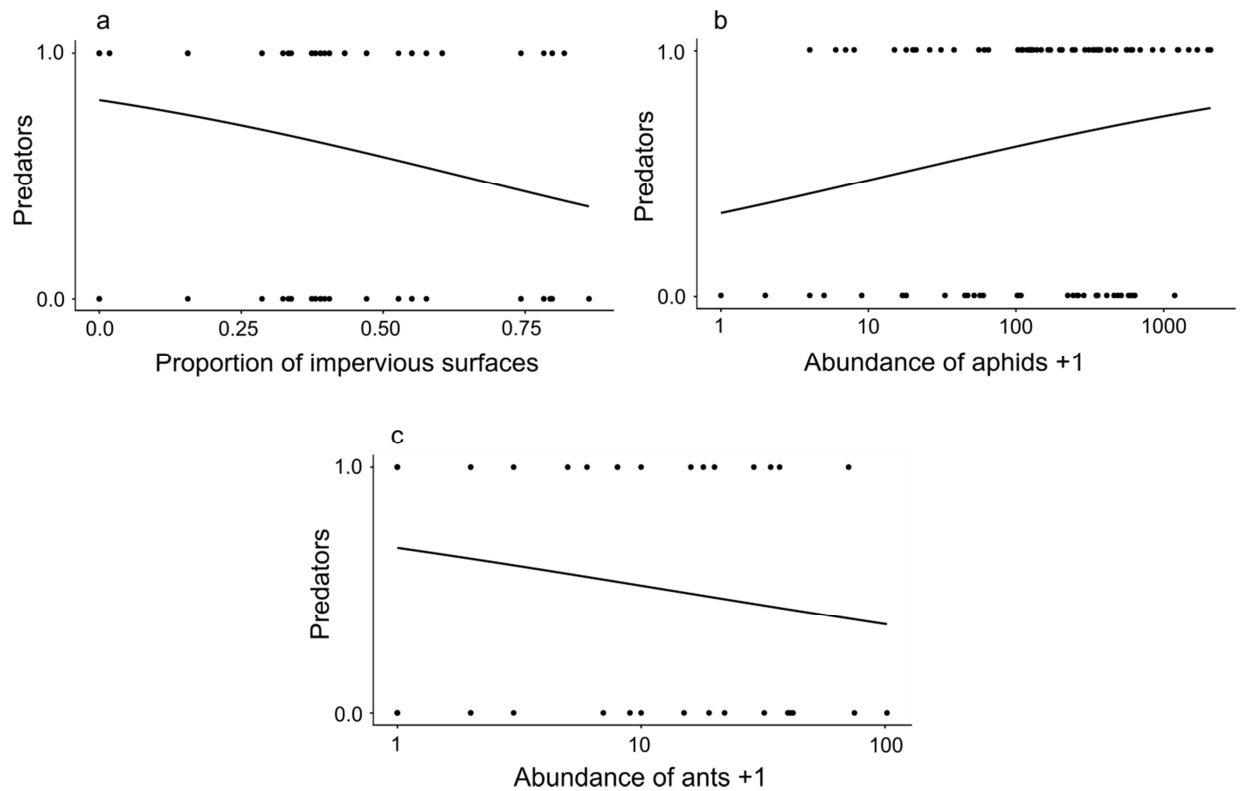 a
1.0
Predators
0.0
0.0 0.25 0.50 0.75
Proportion of impervious surfaces
b
1.0
Predators
0.0
1 10 100 1000
Abundance of aphids +1
c
1.0
Predators
0.0
1 10 100
Abundance of ants +1